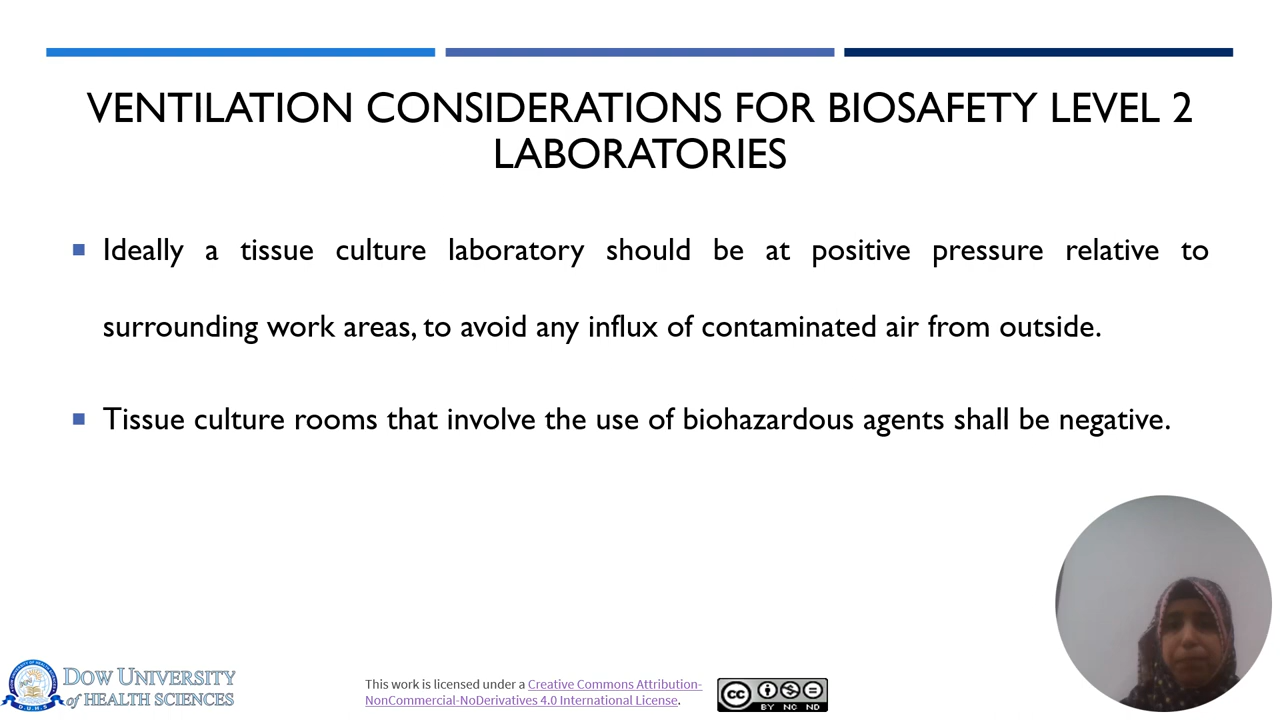 VENTILATION CONSIDERATIONS FOR BIOSAFETY LEVEL 2
LABORATORIES
Ideally a tissue culture laboratory should be at positive pressure relative to
surrounding work areas, to avoid any influx of contaminated air from outside.
Tissue culture rooms that involve the use of biohazardous agents shall be negative.
DOW UNIVERSITY
of HEALTH SCIENCES
D.U.H.S
This work is licensed under a Creative Commons Attribution-
NonCommercial-NoDerivatives 4.0 International License.
cc
BY NC ND